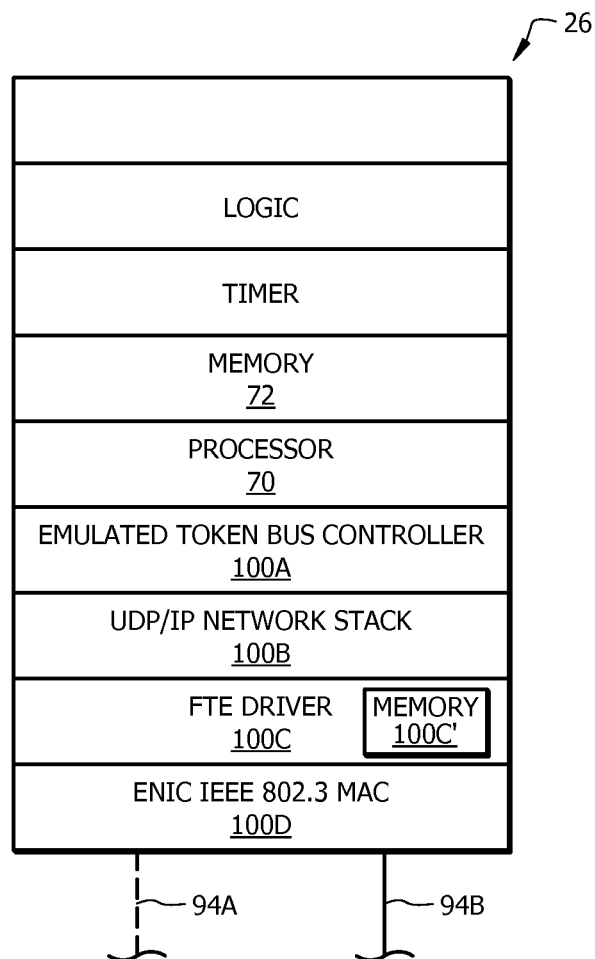 26
LOGIC
TIMER
MEMORY
72
PROCESSOR
70
EMULATED TOKEN BUS CONTROLLER
100A
UDP/IP NETWORK STACK
100B
FTE DRIVER
100C
MEMORY
100C'
ENIC IEEE 802.3 MAC
100D
94A
94B